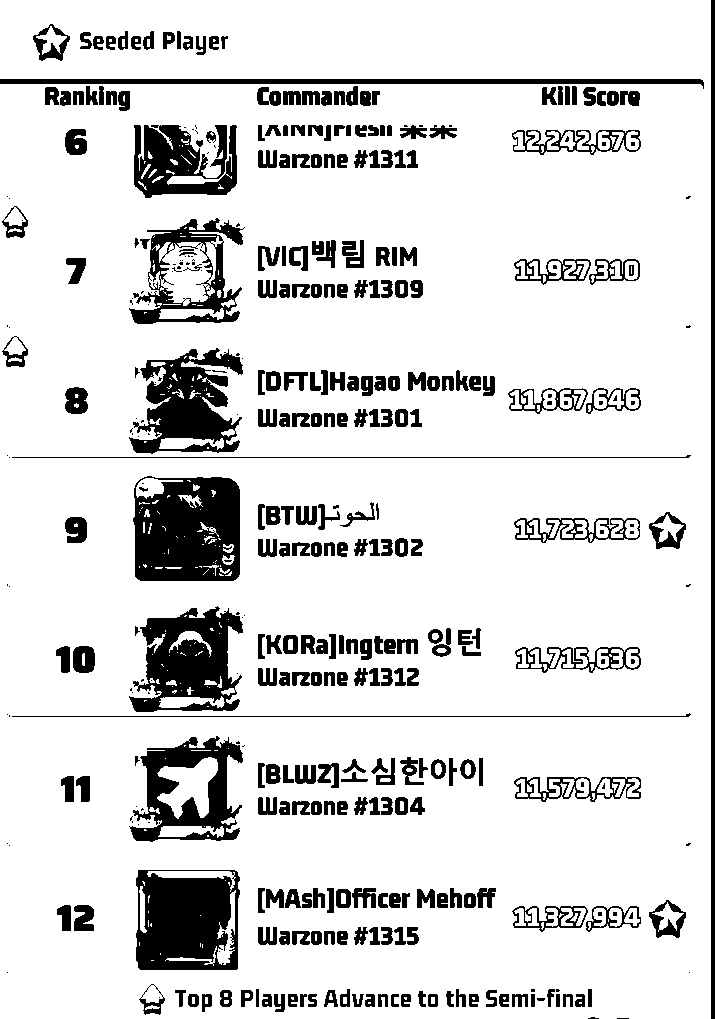 Seeded Player
Ranking Commander Kill Score
6 12,242,676
Warzone #1311
7 [VIC]백림 RIM 11,927,310
Warzone #1309
8 [DFTL]Hagao Monkey 11,867,646
Warzone #1301
9 [BTW]الحوتـ 11,723,628
Warzone #1302
10 [KORa]Ingtern 잉턴 11,715,636
Warzone #1312
11 [BLWZ]소심한아이 11,579,472
Warzone #1304
12 [MAsh]Officer Mehoff 11,327,994
Warzone #1315
Top 8 Players Advance to the Semi-final